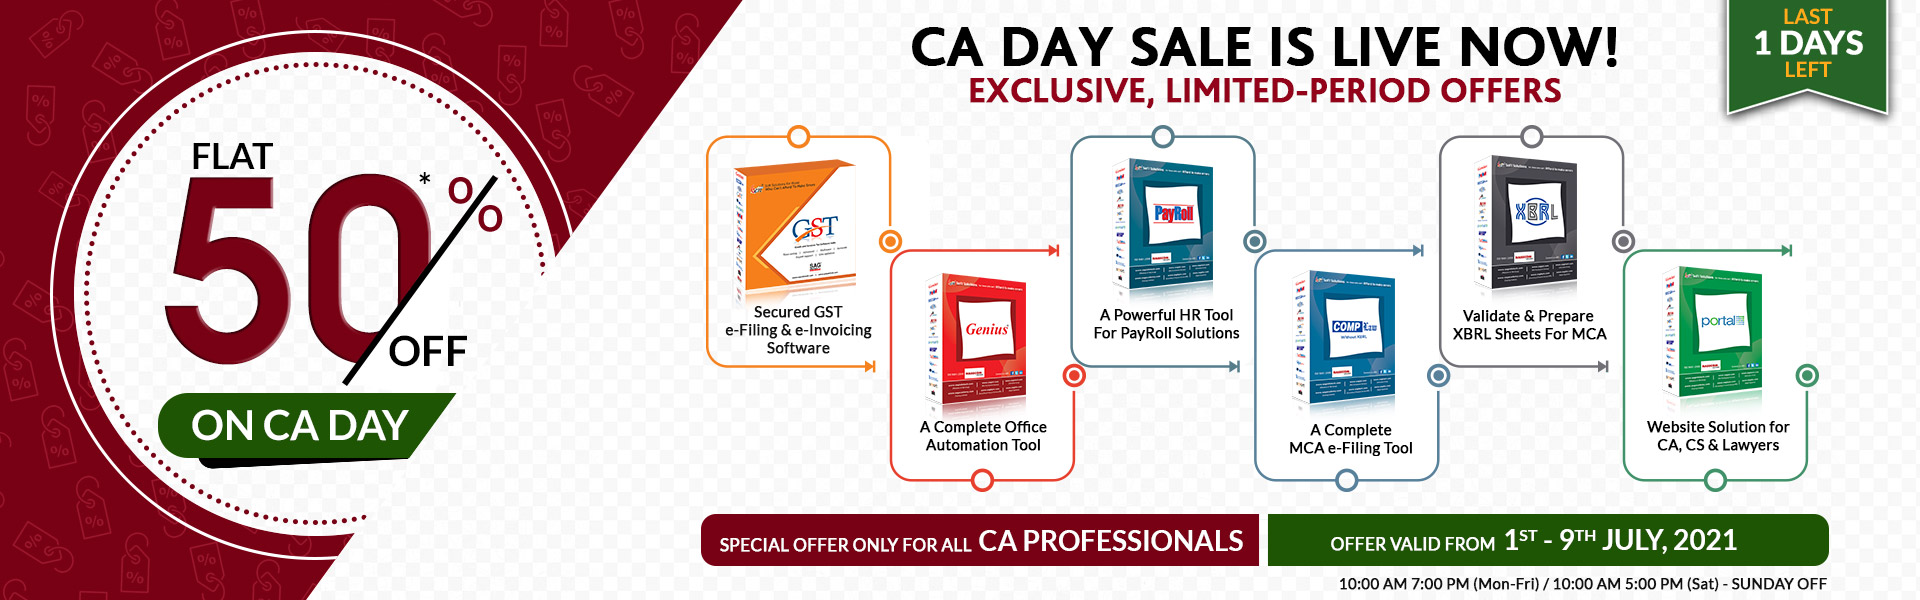 FLAT
50*%
OFF
ON CA DAY
CA DAY SALE IS LIVE NOW!
EXCLUSIVE, LIMITED-PERIOD OFFERS
LAST
1 DAYS
LEFT
GST
SAG
Secured GST
e-Filing & e-Invoicing
Software
Genius
A Complete Office
Automation Tool
PayRoll
A Powerful HR Tool
For PayRoll Solutions
COMP Law
A Complete
MCA e-Filing Tool
XBRL
Validate & Prepare
XBRL Sheets For MCA
portal
Website Solution for
CA, CS & Lawyers
SPECIAL OFFER ONLY FOR ALL CA PROFESSIONALS
OFFER VALID FROM 1ST - 9TH JULY, 2021
10:00 AM 7:00 PM (Mon-Fri) / 10:00 AM 5:00 PM (Sat) - SUNDAY OFF